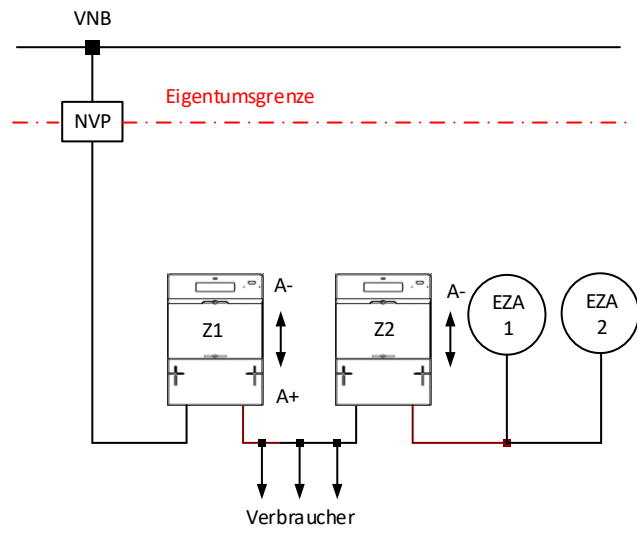 VNB
Eigentumsgrenze
NVP
A-
A-
EZA
1
EZA
2
Z1
Z2
A+
Verbraucher